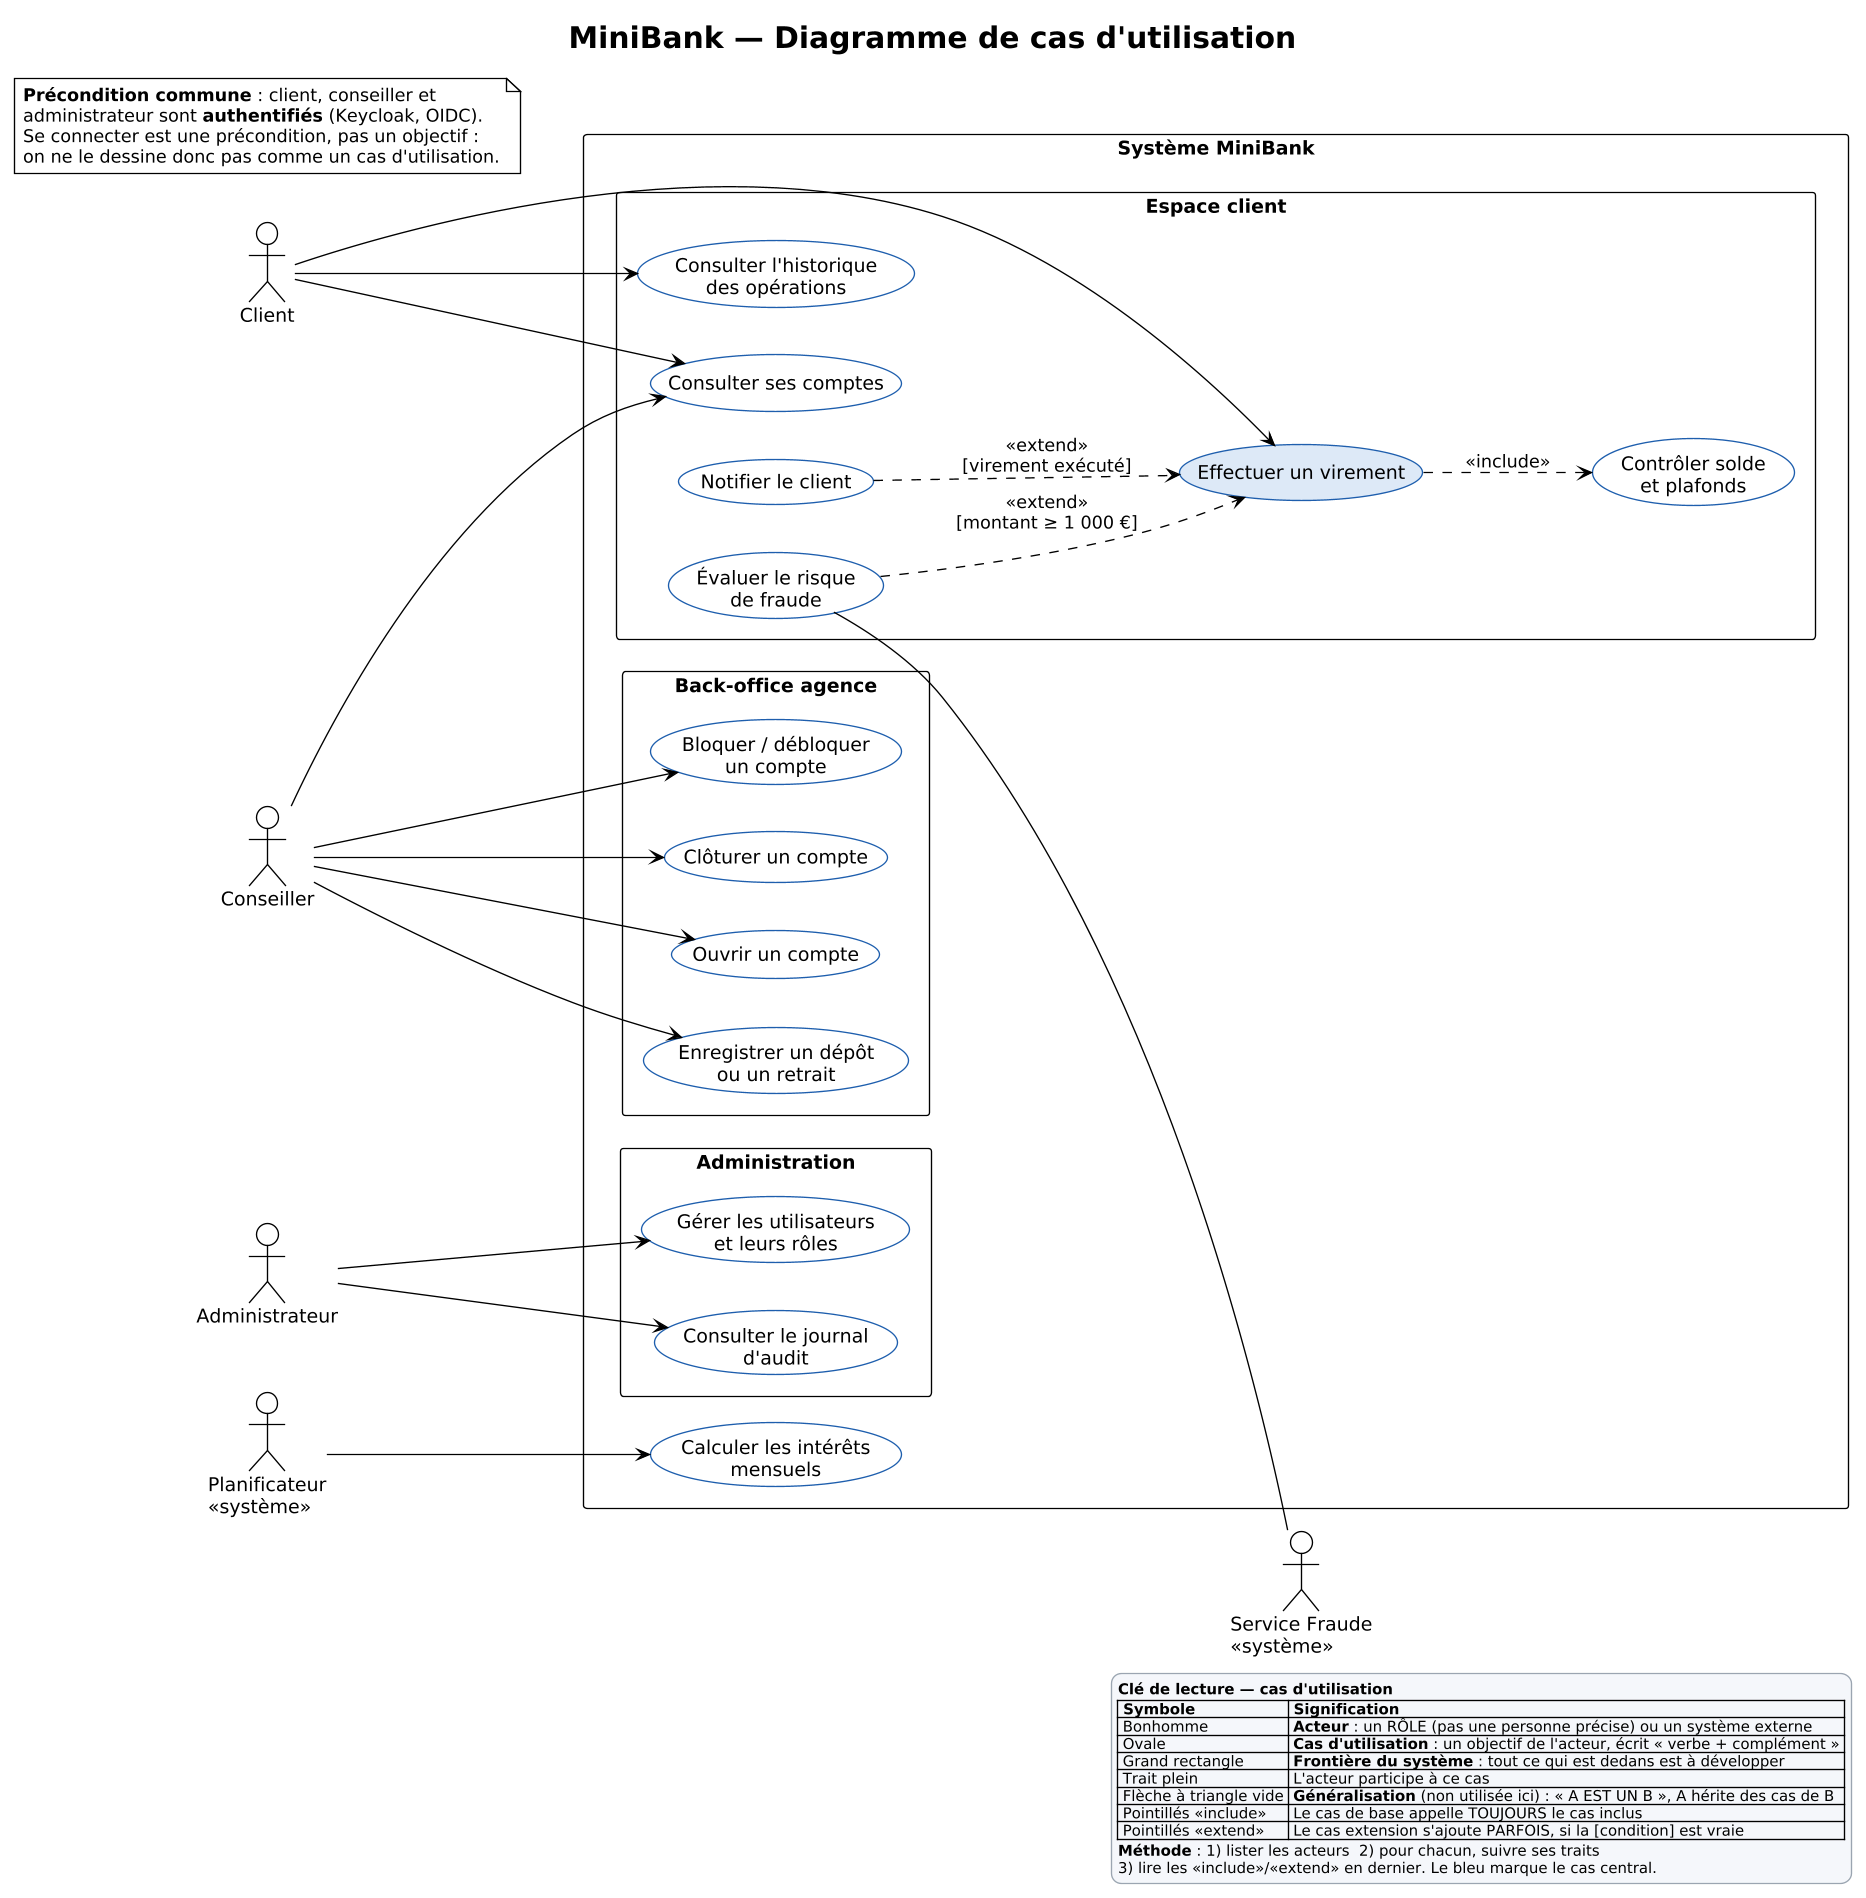 MiniBank — Diagramme de cas d'utilisation
Précondition commune : client, conseiller et
administrateur sont authentifiés (Keycloak, OIDC).
Se connecter est une précondition, pas un objectif :
on ne le dessine donc pas comme un cas d'utilisation.
Système MiniBank
Espace client
Client
Consulter l'historique
des opérations
Consulter ses comptes
Notifier le client
«extend»
[virement exécuté]
Effectuer un virement
«include»
Contrôler solde
et plafonds
«extend»
[montant ≥ 1 000 €]
Évaluer le risque
de fraude
Back-office agence
Bloquer / débloquer
un compte
Conseiller
Clôturer un compte
Ouvrir un compte
Enregistrer un dépôt
ou un retrait
Administration
Administrateur
Gérer les utilisateurs
et leurs rôles
Consulter le journal
d'audit
Planificateur
«système»
Calculer les intérêts
mensuels
Service Fraude
«système»
Clé de lecture — cas d'utilisation
Symbole Signification
Bonhomme Acteur : un RÔLE (pas une personne précise) ou un système externe
Ovale Cas d'utilisation : un objectif de l'acteur, écrit « verbe + complément »
Grand rectangle Frontière du système : tout ce qui est dedans est à développer
Trait plein L'acteur participe à ce cas
Flèche à triangle vide Généralisation (non utilisée ici) : « A EST UN B », A hérite des cas de B
Pointillés «include» Le cas de base appelle TOUJOURS le cas inclus
Pointillés «extend» Le cas extension s'ajoute PARFOIS, si la [condition] est vraie
Méthode : 1) lister les acteurs 2) pour chacun, suivre ses traits
3) lire les «include»/«extend» en dernier. Le bleu marque le cas central.